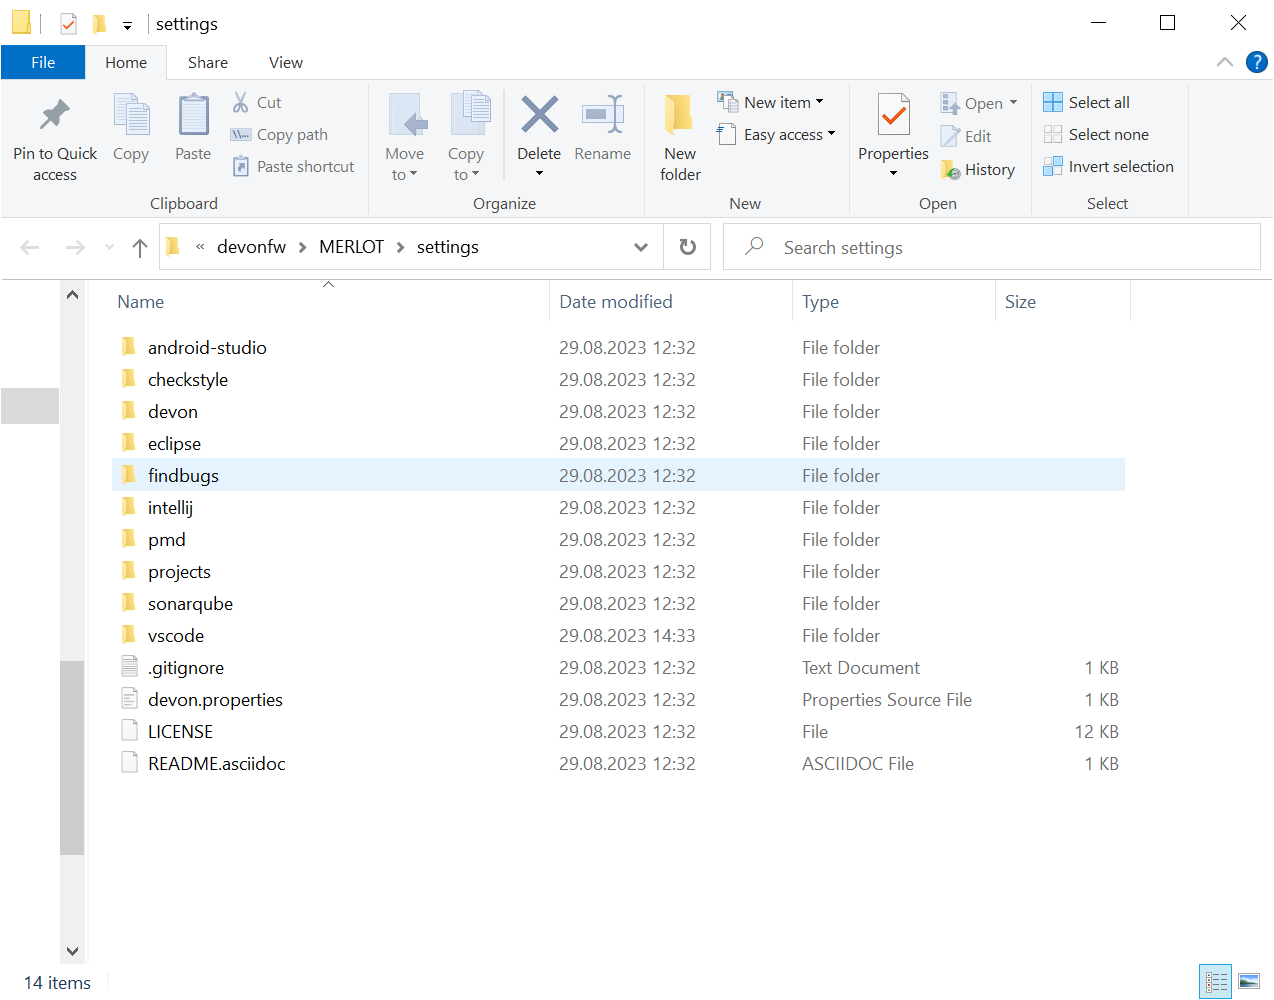 settings
File Home Share View
Pin to Quick access
Copy
Paste
Cut
Copy path
Paste shortcut
Clipboard
Move to
Copy to
Delete
Rename
Organize
New folder
New item
Easy access
New
Properties
Open
Edit
History
Open
Select all
Select none
Invert selection
Select
« devonfw > MERLOT > settings
Search settings
Name Date modified Type Size
android-studio 29.08.2023 12:32 File folder
checkstyle 29.08.2023 12:32 File folder
devon 29.08.2023 12:32 File folder
eclipse 29.08.2023 12:32 File folder
findbugs 29.08.2023 12:32 File folder
intellij 29.08.2023 12:32 File folder
pmd 29.08.2023 12:32 File folder
projects 29.08.2023 12:32 File folder
sonarqube 29.08.2023 12:32 File folder
vscode 29.08.2023 14:33 File folder
.gitignore 29.08.2023 12:32 Text Document 1 KB
devon.properties 29.08.2023 12:32 Properties Source File 1 KB
LICENSE 29.08.2023 12:32 File 12 KB
README.asciidoc 29.08.2023 12:32 ASCIIDOC File 1 KB
14 items